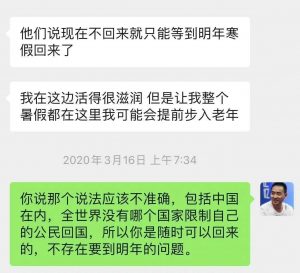 他们说现在不回来就只能等到明年寒
假回来了
我在这边活得很滋润 但是让我整个
暑假都在这里我可能会提前步入老年
2020年3月16日 上午7:34
你说那个说法应该不准确，包括中国
在内，全世界没有哪个国家限制自己
的公民回国，所以你是随时可以回来
的，不存在要到明年的问题。